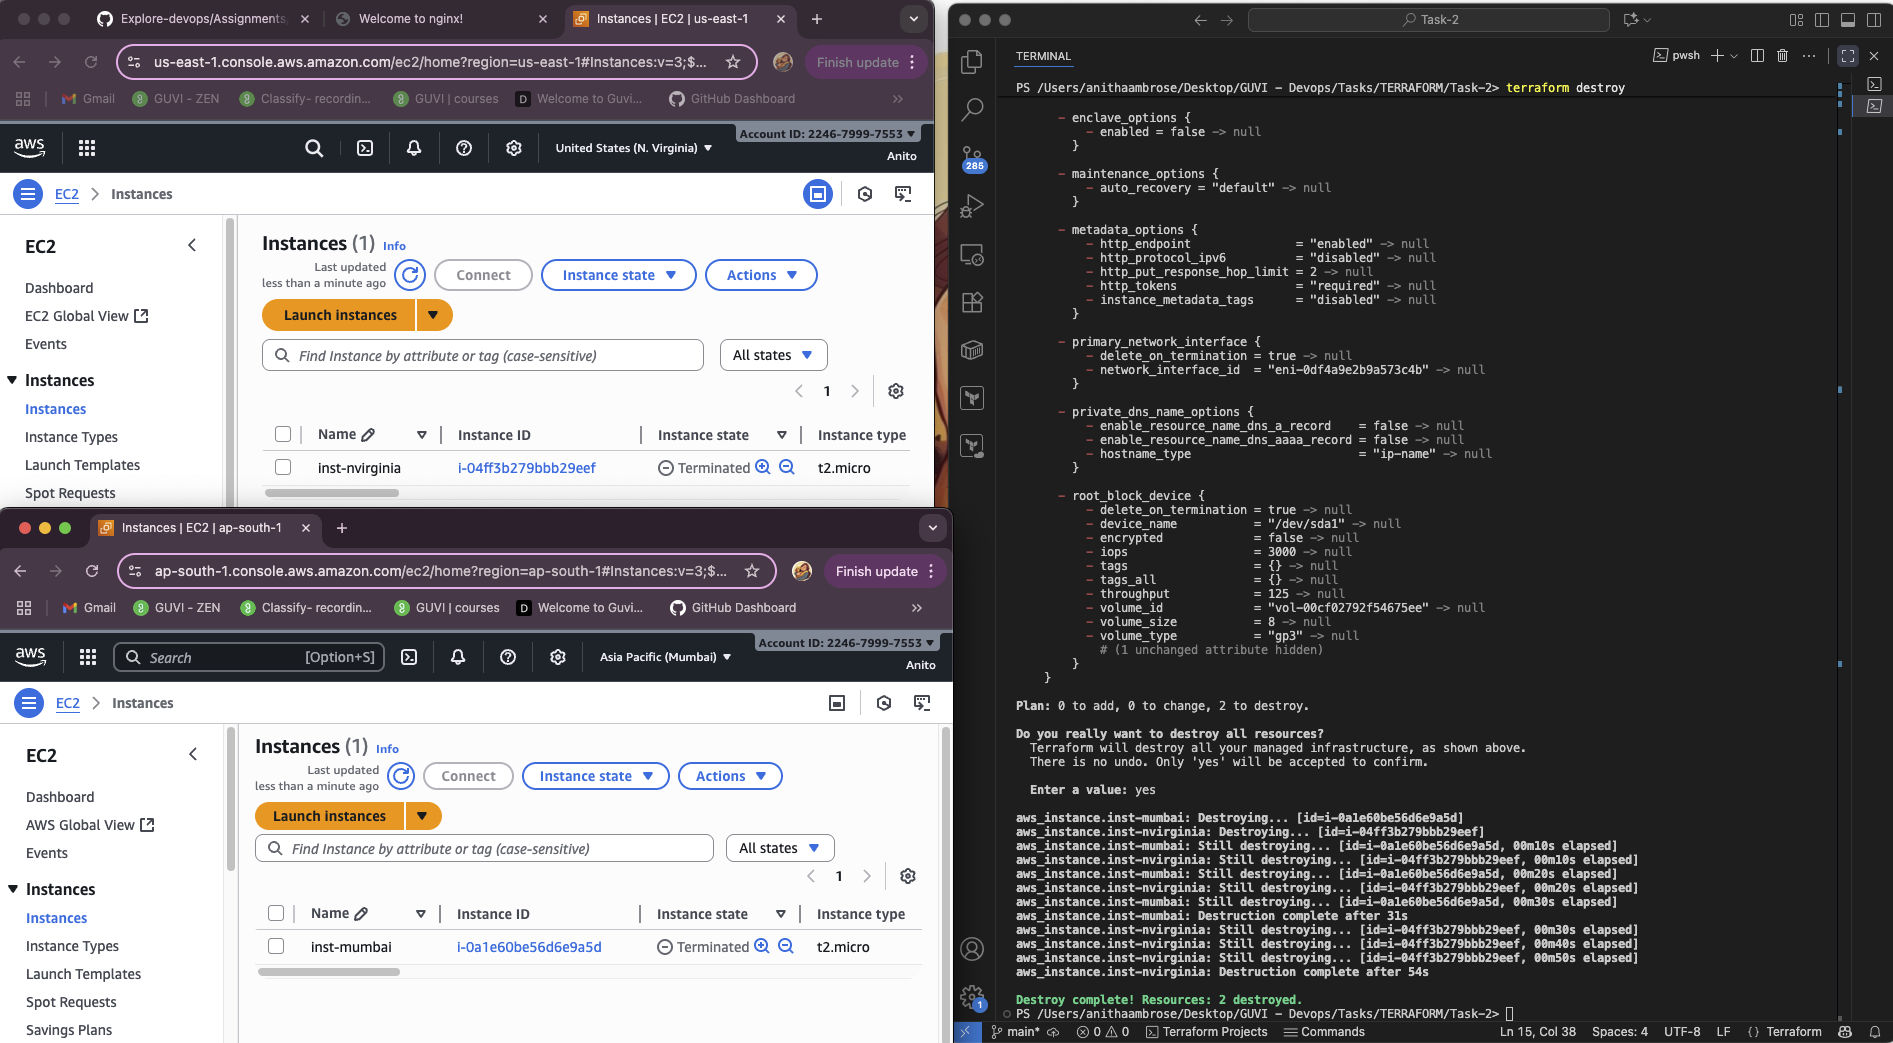 Explore-devops/Assignments
Welcome to nginx!
Instances | EC2 | us-east-1
us-east-1.console.aws.amazon.com/ec2/home?region=us-east-1#Instances:v=3;$...
Finish update
Gmail
GUVI - ZEN
Classify- recordin...
GUVI | courses
Welcome to Guvi...
GitHub Dashboard
aws
United States (N. Virginia)
Account ID: 2246-7999-7553
Anito
EC2
Instances
EC2
Dashboard
EC2 Global View
Events
Instances
Instances
Instance Types
Launch Templates
Spot Requests
Instances (1) Info
Last updated
less than a minute ago
Connect
Instance state
Actions
Launch instances
Find Instance by attribute or tag (case-sensitive)
All states
1
Name
Instance ID
Instance state
Instance type
inst-nvirginia
i-04ff3b279bbb29eef
Terminated
t2.micro
Instances | EC2 | ap-south-1
ap-south-1.console.aws.amazon.com/ec2/home?region=ap-south-1#Instances:v=3;$...
Finish update
Gmail
GUVI - ZEN
Classify- recordin...
GUVI | courses
Welcome to Guvi...
GitHub Dashboard
aws
Search
[Option+S]
Asia Pacific (Mumbai)
Account ID: 2246-7999-7553
Anito
EC2
Instances
EC2
Dashboard
AWS Global View
Events
Instances
Instances
Instance Types
Launch Templates
Spot Requests
Savings Plans
Instances (1) Info
Last updated
less than a minute ago
Connect
Instance state
Actions
Launch instances
Find Instance by attribute or tag (case-sensitive)
All states
1
Name
Instance ID
Instance state
Instance type
inst-mumbai
i-0a1e60be56d6e9a5d
Terminated
t2.micro
Task-2
TERMINAL
pwsh
285
1
PS /Users/anithaambrose/Desktop/GUVI - Devops/Tasks/TERRAFORM/Task-2> terraform destroy
- enclave_options {
- enabled = false -> null
}
- maintenance_options {
- auto_recovery = "default" -> null
}
- metadata_options {
- http_endpoint = "enabled" -> null
- http_protocol_ipv6 = "disabled" -> null
- http_put_response_hop_limit = 2 -> null
- http_tokens = "required" -> null
- instance_metadata_tags = "disabled" -> null
}
- primary_network_interface {
- delete_on_termination = true -> null
- network_interface_id = "eni-0df4a9e2b9a573c4b" -> null
}
- private_dns_name_options {
- enable_resource_name_dns_a_record = false -> null
- enable_resource_name_dns_aaaa_record = false -> null
- hostname_type = "ip-name" -> null
}
- root_block_device {
- delete_on_termination = true -> null
- device_name = "/dev/sda1" -> null
- encrypted = false -> null
- iops = 3000 -> null
- tags = {} -> null
- tags_all = {} -> null
- throughput = 125 -> null
- volume_id = "vol-00cf02792f54675ee" -> null
- volume_size = 8 -> null
- volume_type = "gp3" -> null
# (1 unchanged attribute hidden)
}
}
Plan: 0 to add, 0 to change, 2 to destroy.
Do you really want to destroy all resources?
Terraform will destroy all your managed infrastructure, as shown above.
There is no undo. Only 'yes' will be accepted to confirm.
Enter a value: yes
aws_instance.inst-mumbai: Destroying... [id=i-0a1e60be56d6e9a5d]
aws_instance.inst-nvirginia: Destroying... [id=i-04ff3b279bbb29eef]
aws_instance.inst-mumbai: Still destroying... [id=i-0a1e60be56d6e9a5d, 00m10s elapsed]
aws_instance.inst-nvirginia: Still destroying... [id=i-04ff3b279bbb29eef, 00m10s elapsed]
aws_instance.inst-mumbai: Still destroying... [id=i-0a1e60be56d6e9a5d, 00m20s elapsed]
aws_instance.inst-nvirginia: Still destroying... [id=i-04ff3b279bbb29eef, 00m20s elapsed]
aws_instance.inst-mumbai: Still destroying... [id=i-0a1e60be56d6e9a5d, 00m30s elapsed]
aws_instance.inst-mumbai: Destruction complete after 31s
aws_instance.inst-nvirginia: Still destroying... [id=i-04ff3b279bbb29eef, 00m30s elapsed]
aws_instance.inst-nvirginia: Still destroying... [id=i-04ff3b279bbb29eef, 00m40s elapsed]
aws_instance.inst-nvirginia: Still destroying... [id=i-04ff3b279bbb29eef, 00m50s elapsed]
aws_instance.inst-nvirginia: Destruction complete after 54s
Destroy complete! Resources: 2 destroyed.
PS /Users/anithaambrose/Desktop/GUVI - Devops/Tasks/TERRAFORM/Task-2>
main*
0
0
Terraform Projects
Commands
Ln 15, Col 38
Spaces: 4
UTF-8
LF
{} Terraform